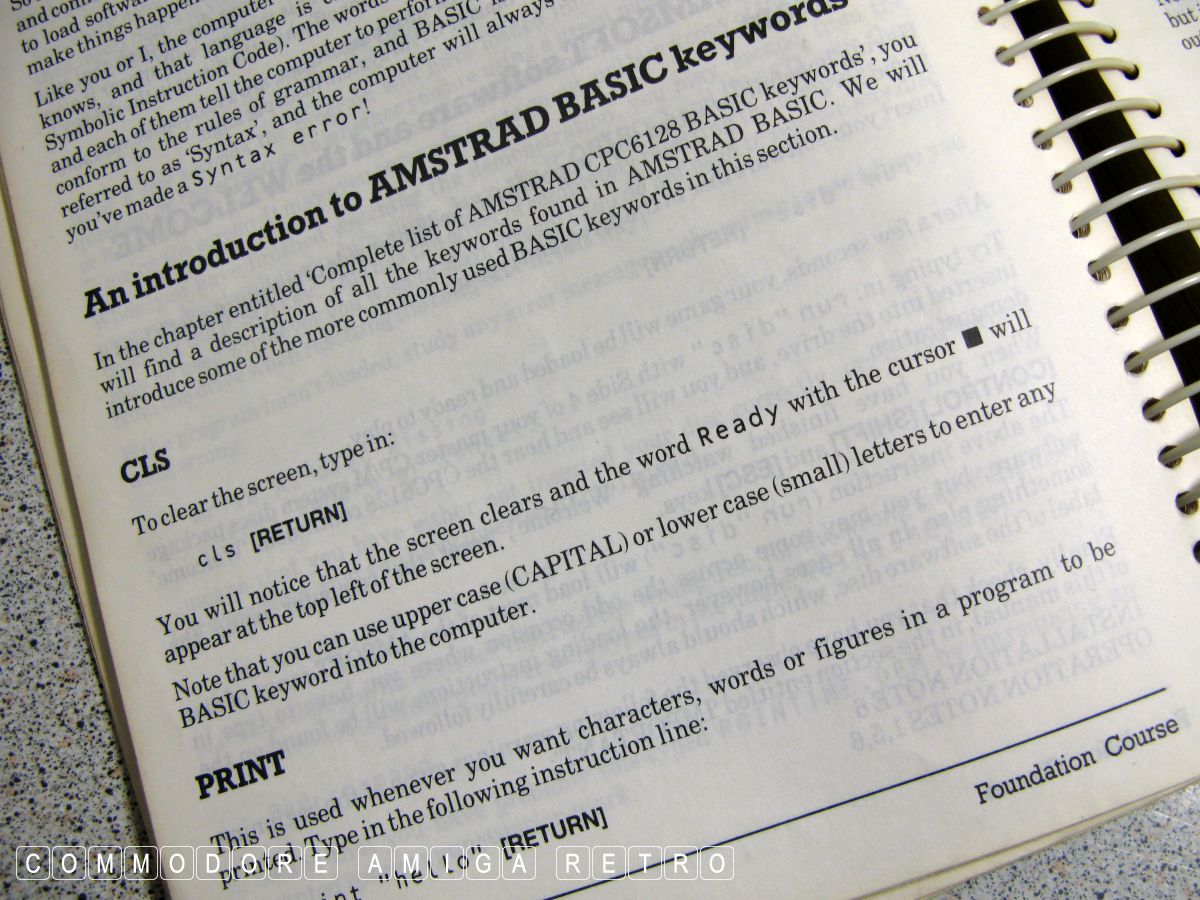 to load software
make things happen
Like you or I, the computer
knows, and that language is
Symbolic Instruction Code). The words
and each of them tell the computer to perform
conform to the rules of grammar, and BASIC is
referred to as ‘Syntax’, and the computer will always
you’ve made a Syntax error!
An introduction to AMSTRAD BASIC keywords
In the chapter entitled ‘Complete list of AMSTRAD CPC6128 BASIC keywords’, you
will find a description of all the keywords found in AMSTRAD BASIC. We will
introduce some of the more commonly used BASIC keywords in this section.
CLS
To clear the screen, type in:
cls [RETURN]
You will notice that the screen clears and the word Ready with the cursor ■ will
appear at the top left of the screen.
Note that you can use upper case (CAPITAL) or lower case (small) letters to enter any
BASIC keyword into the computer.
PRINT
This is used whenever you want characters, words or figures in a program to be
printed. Type in the following instruction line:
"hello" [RETURN]
Foundation Course
COMMODORE AMIGA RETRO